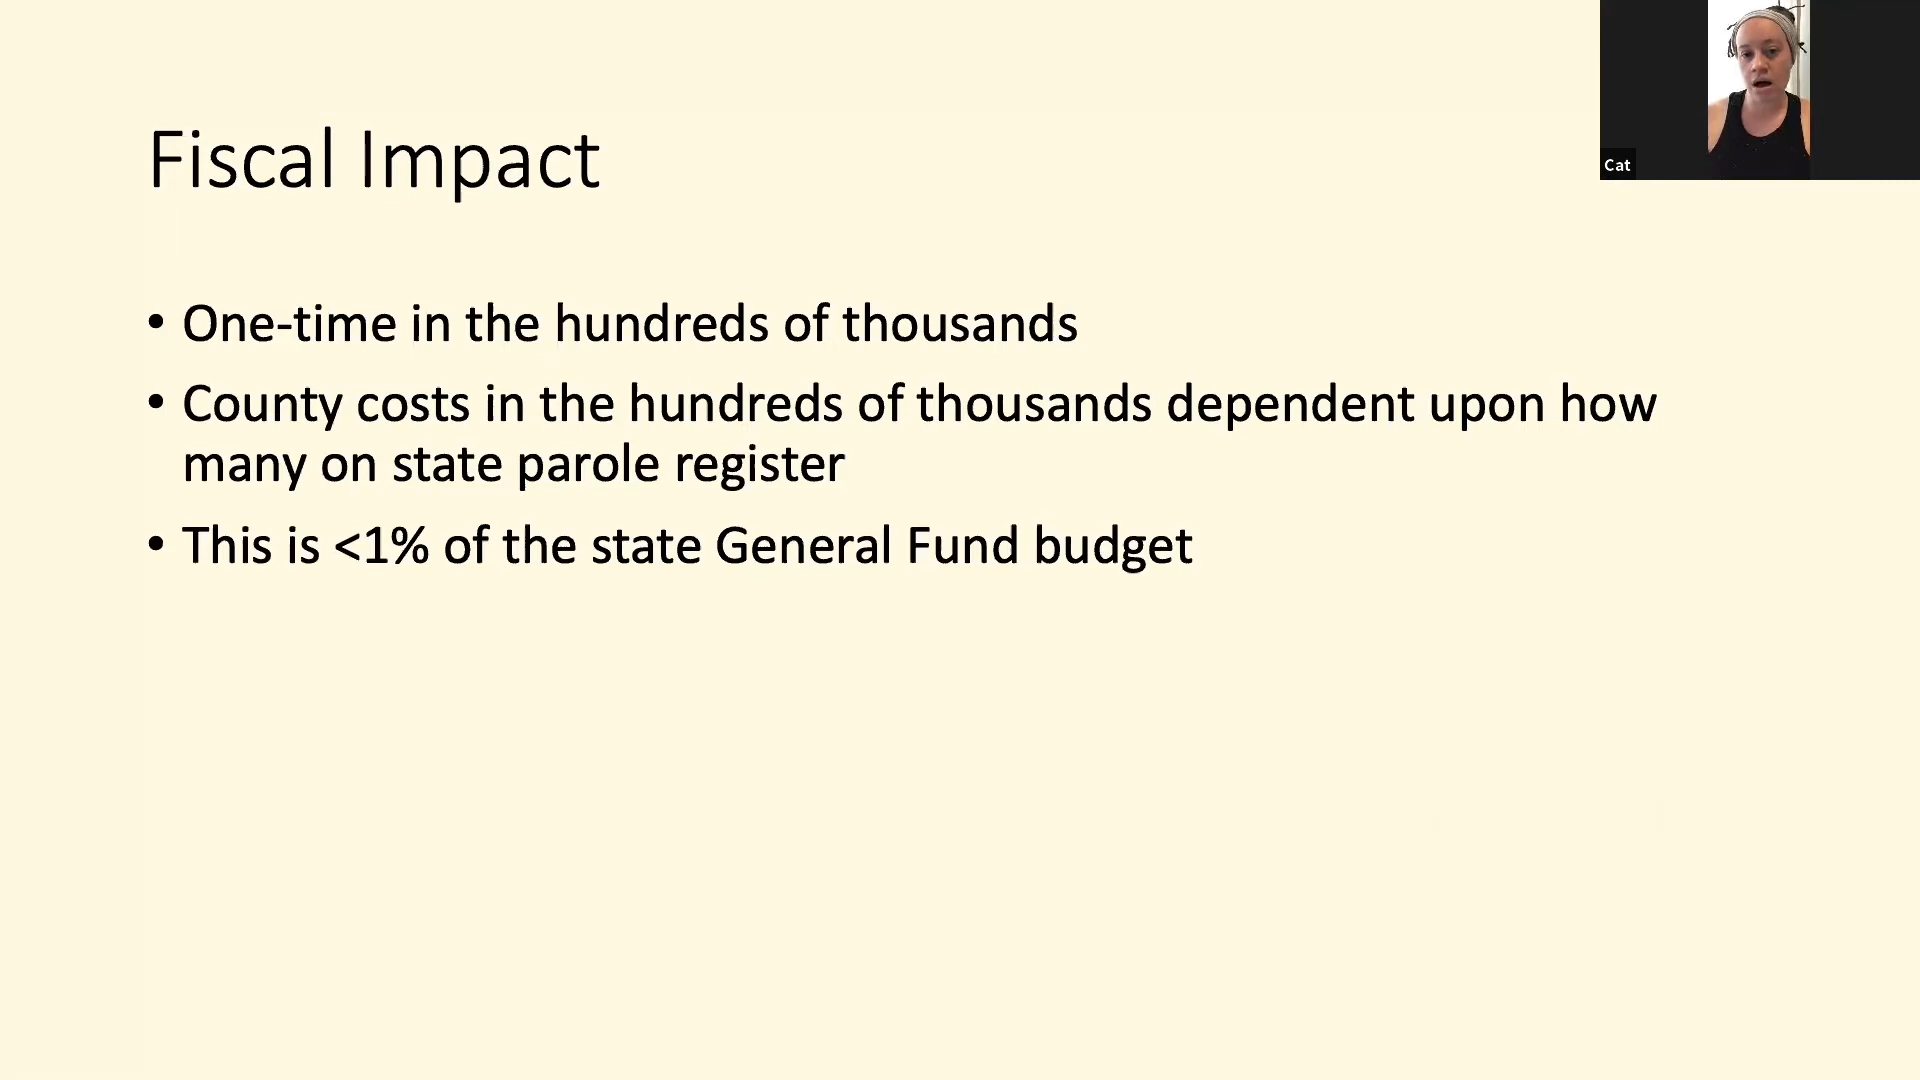 Fiscal Impact
• One-time in the hundreds of thousands
• County costs in the hundreds of thousands dependent upon how
many on state parole register
• This is <1% of the state General Fund budget
Cat